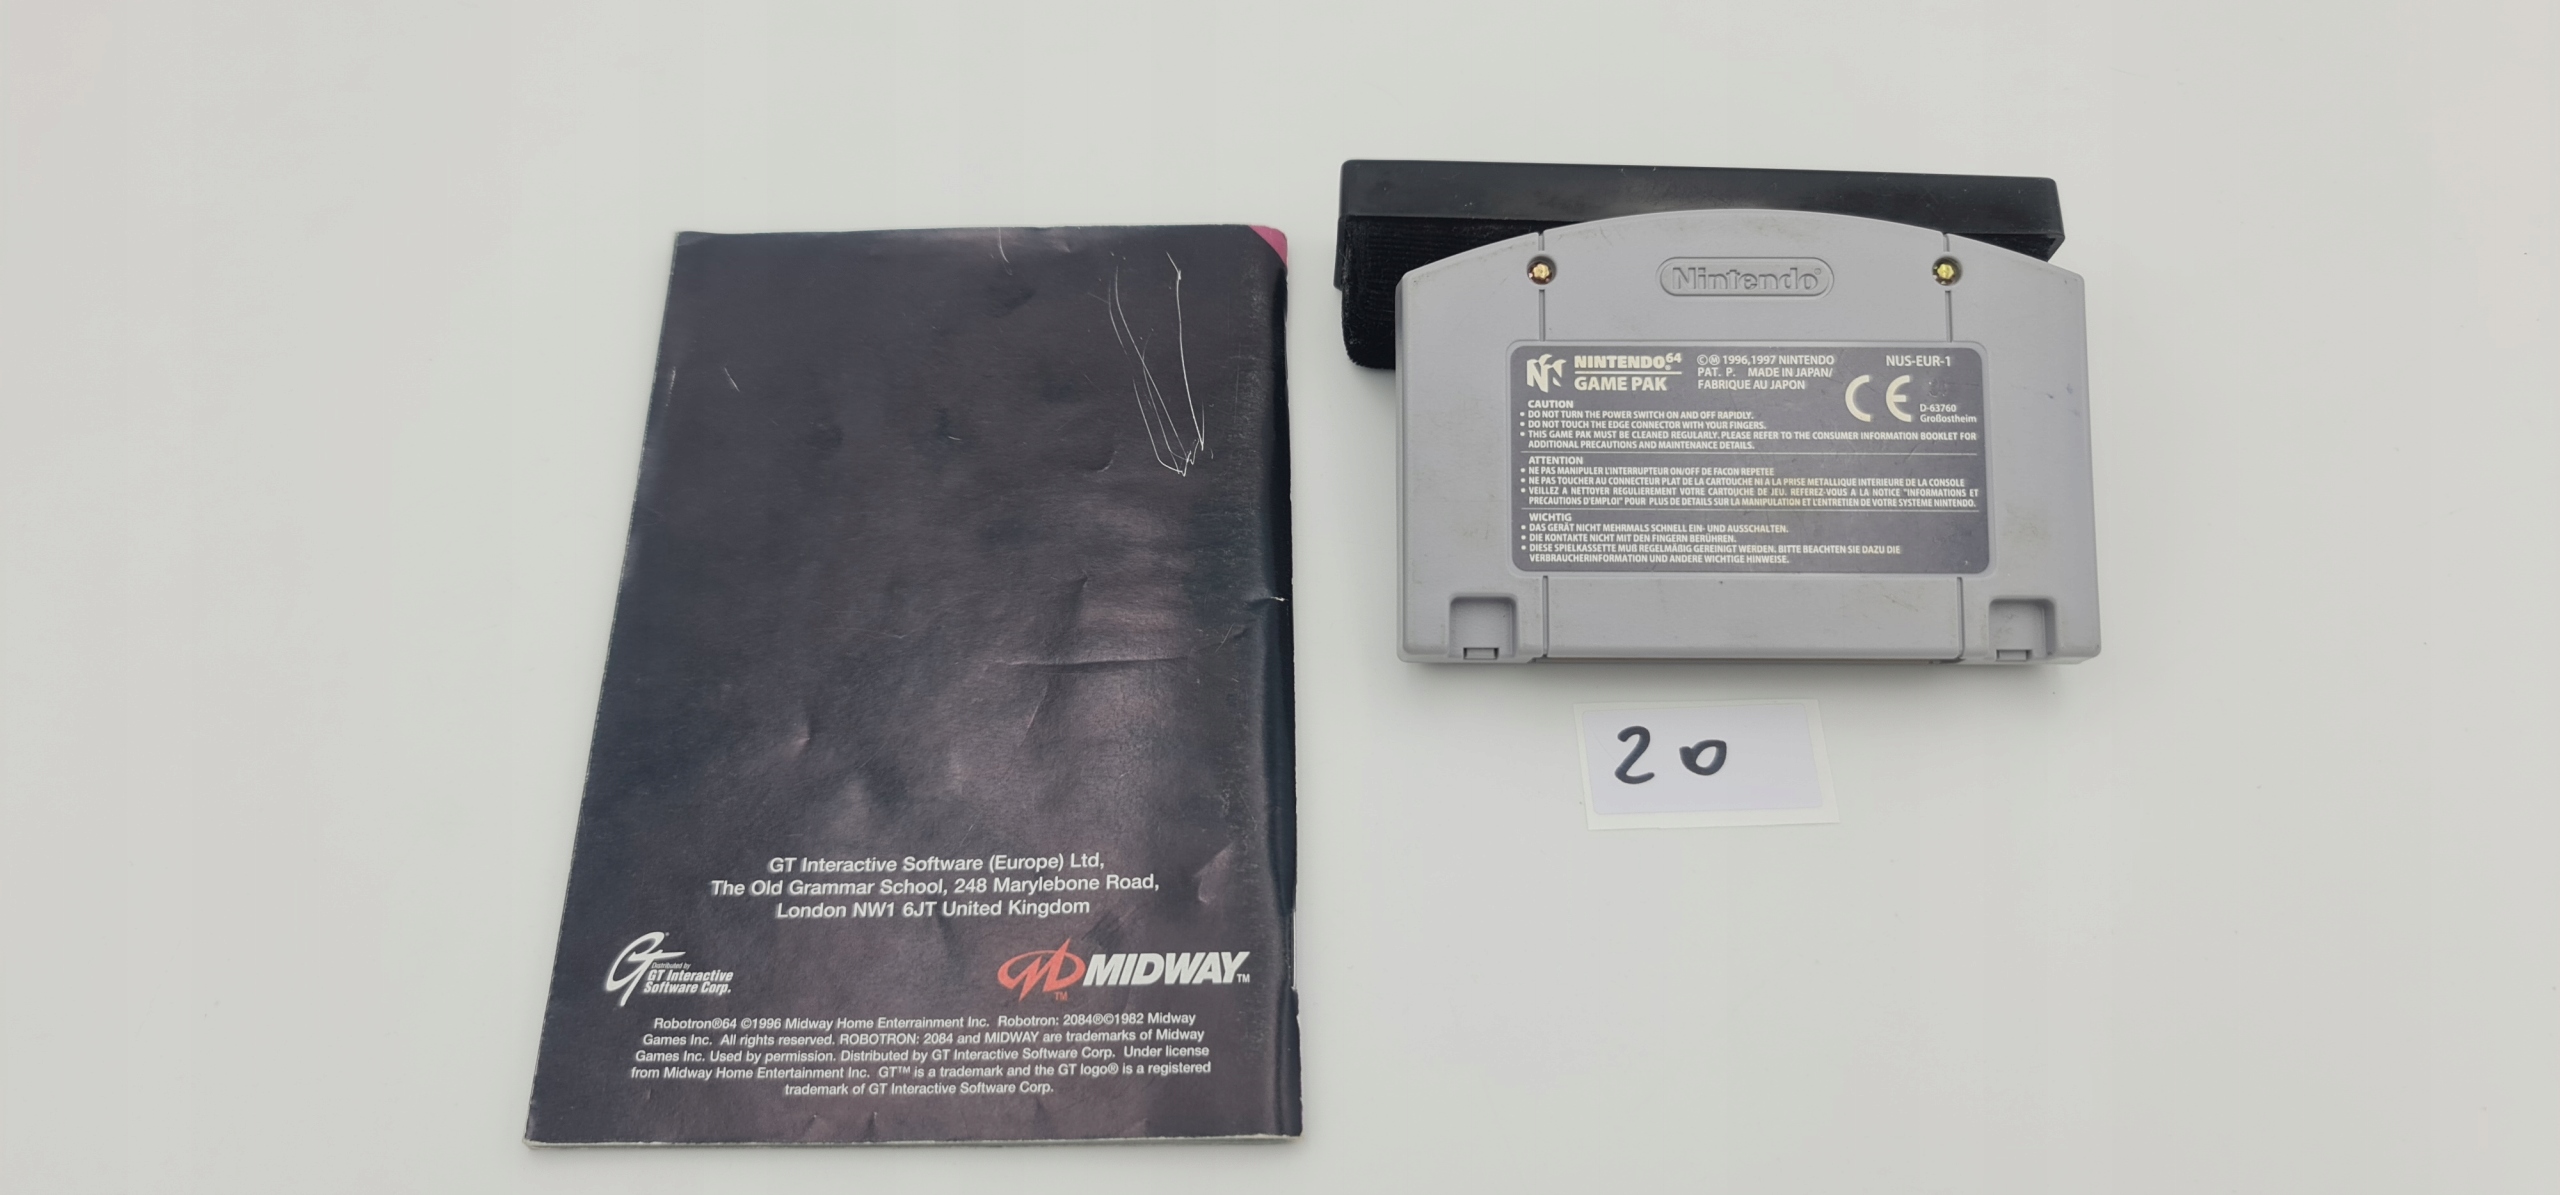 GT Interactive Software (Europe) Ltd,
The Old Grammar School, 248 Marylebone Road,
London NW1 6JT United Kingdom
GT
Distributed by
GT Interactive
Software Corp.
MIDWAY™
™
Robotron®64 ©1996 Midway Home Enterrainment Inc. Robotron: 2084®©1982 Midway
Games Inc. All rights reserved. ROBOTRON: 2084 and MIDWAY are trademarks of Midway
Games Inc. Used by permission. Distributed by GT Interactive Software Corp. Under license
from Midway Home Entertainment Inc. GT™ is a trademark and the GT logo® is a registered
trademark of GT Interactive Software Corp.
Nintendo®
NINTENDO®64
GAME PAK
©Ⓜ 1996,1997 NINTENDO
PAT. P. MADE IN JAPAN/
FABRIQUE AU JAPON
NUS-EUR-1
CE
D-63760
Großostheim
CAUTION
• DO NOT TURN THE POWER SWITCH ON AND OFF RAPIDLY.
• DO NOT TOUCH THE EDGE CONNECTOR WITH YOUR FINGERS.
• THIS GAME PAK MUST BE CLEANED REGULARLY. PLEASE REFER TO THE CONSUMER INFORMATION BOOKLET FOR
ADDITIONAL PRECAUTIONS AND MAINTENANCE DETAILS.
ATTENTION
• NE PAS MANIPULER L'INTERRUPTEUR ON/OFF DE FACON REPETEE
• NE PAS TOUCHER AU CONNECTEUR PLAT DE LA CARTOUCHE NI A LA PRISE METALLIQUE INTERIEURE DE LA CONSOLE
• VEILLEZ A NETTOYER REGULIEREMENT VOTRE CARTOUCHE DE JEU. REFEREZ-VOUS A LA NOTICE "INFORMATIONS ET
PRECAUTIONS D'EMPLOI" POUR PLUS DE DETAILS SUR LA MANIPULATION ET L'ENTRETIEN DE VOTRE SYSTEME NINTENDO.
WICHTIG
• DAS GERÄT NICHT MEHRMALS SCHNELL EIN- UND AUSSCHALTEN.
• DIE KONTAKTE NICHT MIT DEN FINGERN BERÜHREN.
• DIESE SPIELKASSETTE MUß REGELMÄßIG GEREINIGT WERDEN. BITTE BEACHTEN SIE DAZU DIE
VERBRAUCHERINFORMATION UND ANDERE WICHTIGE HINWEISE.
20